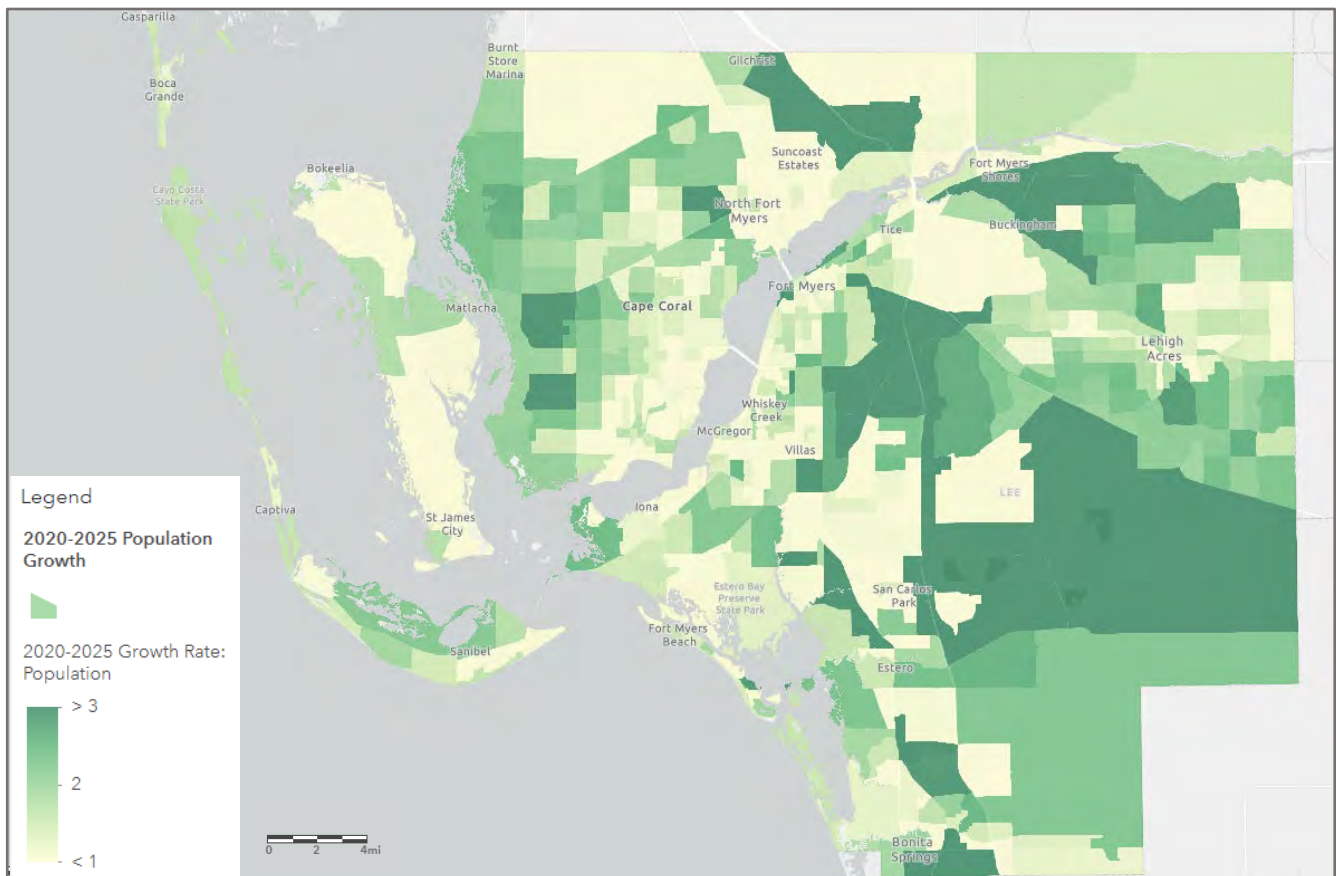 Gasparilla
Boca
Grande
Burnt
Store
Marina
Gilchrist
Bokeelia
Cayo Costa
State Park
Suncoast
Estates
Fort Myers
Shores
North Fort
Myers
Tice
Buckingham
Matlacha
Cape Coral
Fort Myers
Lehigh
Acres
Whiskey
Creek
McGregor
Villas
LEE
Captiva
St James
City
Iona
Estero Bay
Preserve
State Park
San Carlos
Park
Fort Myers
Beach
Sanibel
Estero
Bonita
Springs
Legend
2020-2025 Population
Growth
2020-2025 Growth Rate:
Population
> 3
2
< 1
0 2 4mi